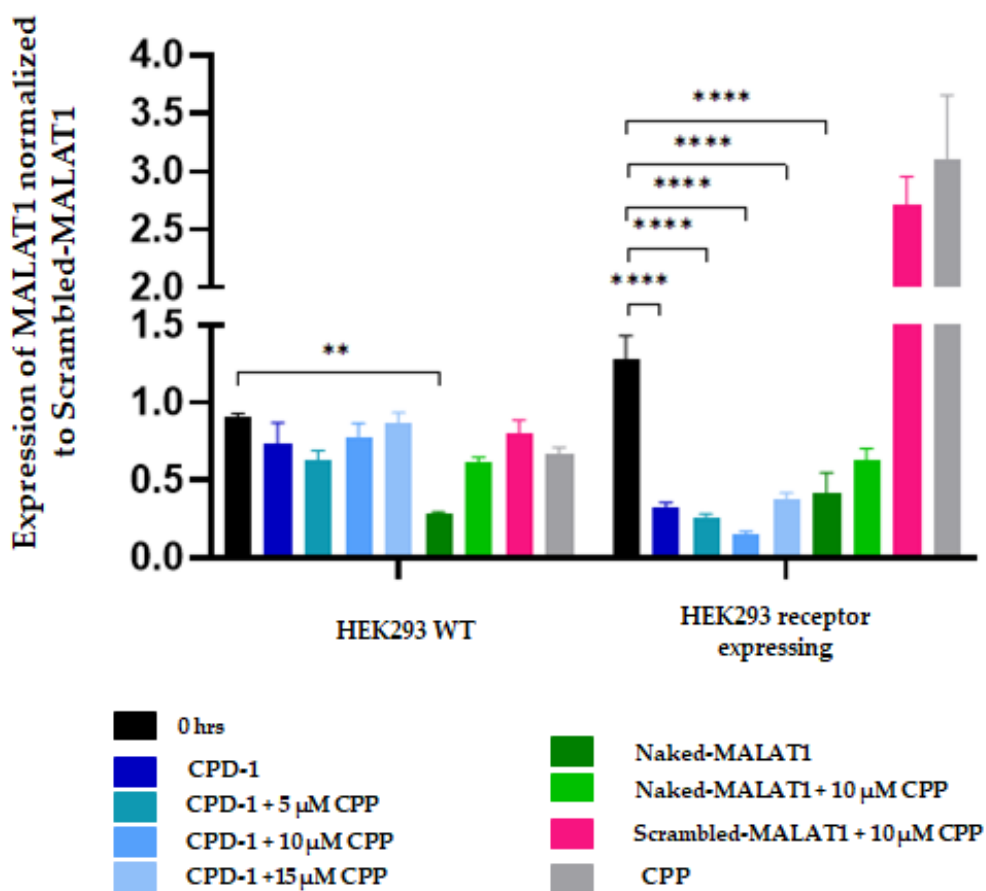 Expression of MALAT1 normalized
to Scrambled-MALAT1
4.0
3.5
3.0
2.5
2.0
1.5
1.0
0.5
0.0
**
****
****
****
****
****
HEK293 WT
HEK293 receptor
expressing
0 hrs
CPD-1
CPD-1 + 5 µM CPP
CPD-1 + 10 µM CPP
CPD-1 +15 µM CPP
Naked-MALAT1
Naked-MALAT1 + 10 µM CPP
Scrambled-MALAT1 + 10 µM CPP
CPP